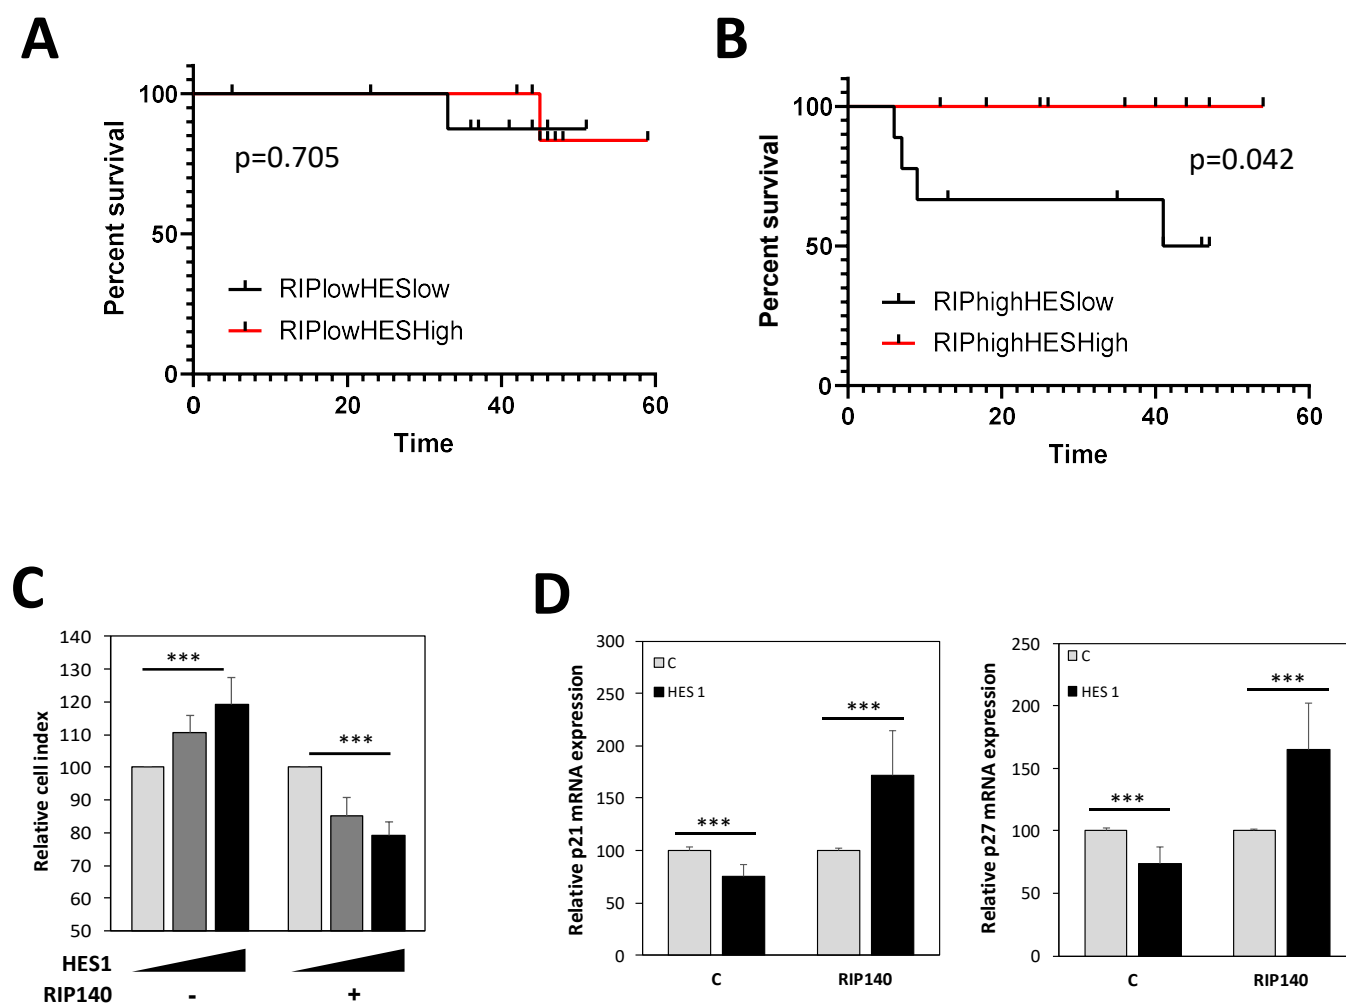 A
100
50
0
Percent survival
p=0.705
RIPlowHESlow
RIPlowHESHigh
0 20 40 60
Time
B
100
50
0
Percent survival
p=0.042
RIPhighHESlow
RIPhighHESHigh
0 20 40 60
Time
C
140
130
120
110
100
90
80
70
60
50
Relative cell index
***
***
HES1
RIP140 - +
D
300
250
200
150
100
50
0
Relative p21 mRNA expression
C
HES 1
***
***
C RIP140
250
200
150
100
50
0
Relative p27 mRNA expression
C
HES 1
***
***
C RIP140